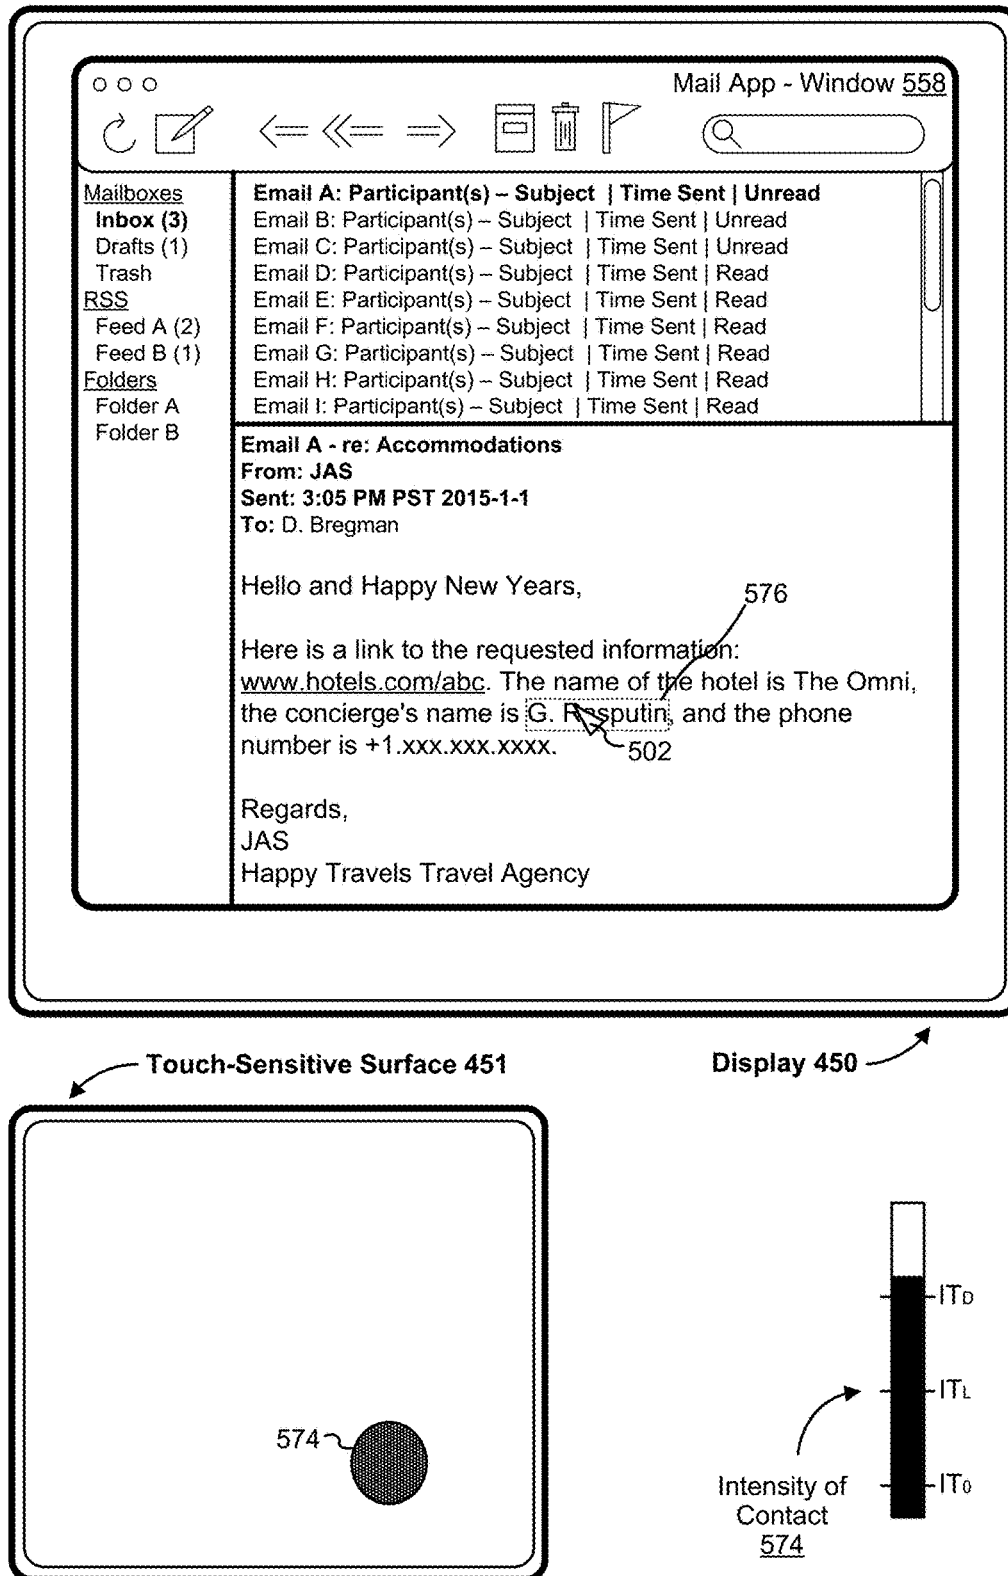 Mail App - Window 558
Mailboxes
Inbox (3)
Drafts (1)
Trash
RSS
Feed A (2)
Feed B (1)
Folders
Folder A
Folder B
Email A: Participant(s) – Subject | Time Sent | Unread
Email B: Participant(s) – Subject | Time Sent | Unread
Email C: Participant(s) – Subject | Time Sent | Unread
Email D: Participant(s) – Subject | Time Sent | Read
Email E: Participant(s) – Subject | Time Sent | Read
Email F: Participant(s) – Subject | Time Sent | Read
Email G: Participant(s) – Subject | Time Sent | Read
Email H: Participant(s) – Subject | Time Sent | Read
Email I: Participant(s) – Subject | Time Sent | Read
Email A - re: Accommodations
From: JAS
Sent: 3:05 PM PST 2015-1-1
To: D. Bregman
Hello and Happy New Years,
576
Here is a link to the requested information:
www.hotels.com/abc. The name of the hotel is The Omni,
the concierge's name is G. Rasputin, and the phone
number is +1.xxx.xxx.xxxx.
502
Regards,
JAS
Happy Travels Travel Agency
Touch-Sensitive Surface 451
Display 450
574
ITD
ITL
IT0
Intensity of
Contact
574